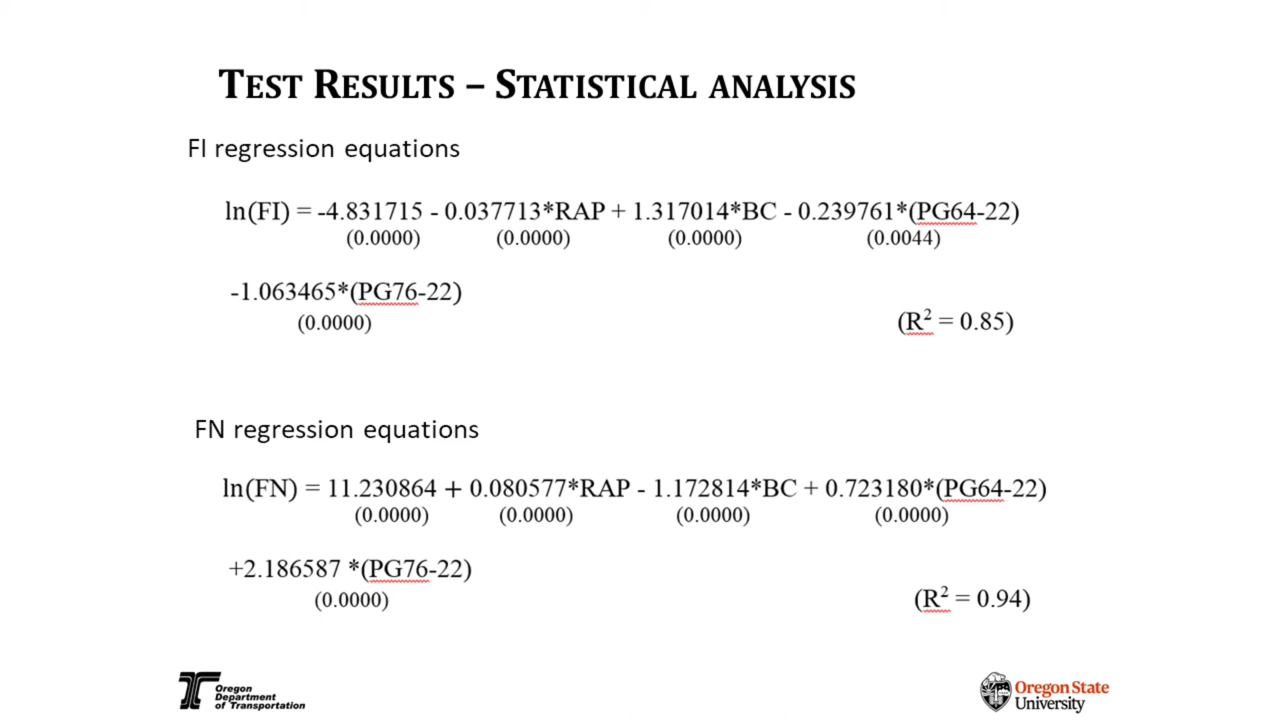 TEST RESULTS – STATISTICAL ANALYSIS
FI regression equations
ln(FI) = -4.831715 - 0.037713*RAP + 1.317014*BC - 0.239761*(PG64-22)
(0.0000) (0.0000) (0.0000) (0.0044)
-1.063465*(PG76-22)
(0.0000)
(R² = 0.85)
FN regression equations
ln(FN) = 11.230864 + 0.080577*RAP - 1.172814*BC + 0.723180*(PG64-22)
(0.0000) (0.0000) (0.0000) (0.0000)
+2.186587 *(PG76-22)
(0.0000)
(R² = 0.94)
Oregon
Department
of Transportation
Oregon State
University